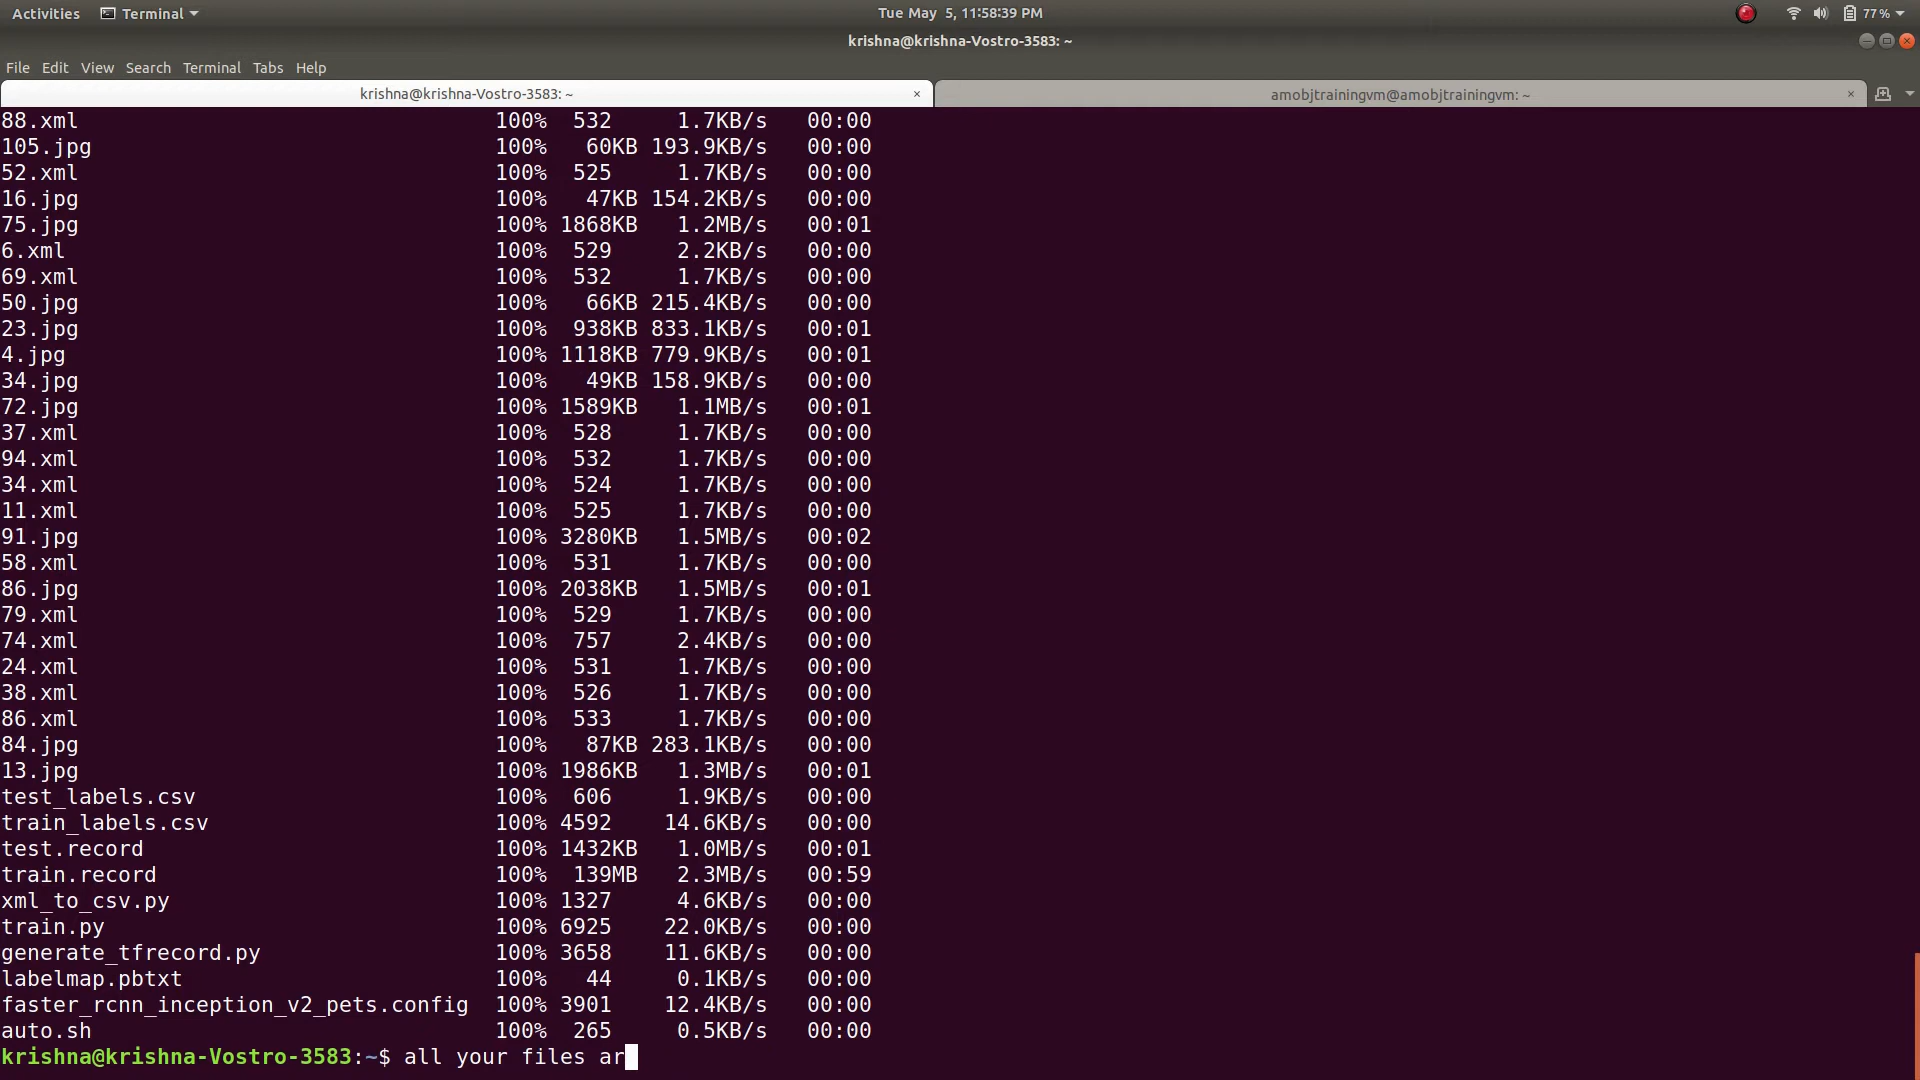 Activities Terminal Tue May 5, 11:58:39 PM 77%
krishna@krishna-Vostro-3583: ~
File Edit View Search Terminal Tabs Help
krishna@krishna-Vostro-3583: ~ × amobjtrainingvm@amobjtrainingvm: ~ ×
88.xml 100% 532 1.7KB/s 00:00
105.jpg 100% 60KB 193.9KB/s 00:00
52.xml 100% 525 1.7KB/s 00:00
16.jpg 100% 47KB 154.2KB/s 00:00
75.jpg 100% 1868KB 1.2MB/s 00:01
6.xml 100% 529 2.2KB/s 00:00
69.xml 100% 532 1.7KB/s 00:00
50.jpg 100% 66KB 215.4KB/s 00:00
23.jpg 100% 938KB 833.1KB/s 00:01
4.jpg 100% 1118KB 779.9KB/s 00:01
34.jpg 100% 49KB 158.9KB/s 00:00
72.jpg 100% 1589KB 1.1MB/s 00:01
37.xml 100% 528 1.7KB/s 00:00
94.xml 100% 532 1.7KB/s 00:00
34.xml 100% 524 1.7KB/s 00:00
11.xml 100% 525 1.7KB/s 00:00
91.jpg 100% 3280KB 1.5MB/s 00:02
58.xml 100% 531 1.7KB/s 00:00
86.jpg 100% 2038KB 1.5MB/s 00:01
79.xml 100% 529 1.7KB/s 00:00
74.xml 100% 757 2.4KB/s 00:00
24.xml 100% 531 1.7KB/s 00:00
38.xml 100% 526 1.7KB/s 00:00
86.xml 100% 533 1.7KB/s 00:00
84.jpg 100% 87KB 283.1KB/s 00:00
13.jpg 100% 1986KB 1.3MB/s 00:01
test_labels.csv 100% 606 1.9KB/s 00:00
train_labels.csv 100% 4592 14.6KB/s 00:00
test.record 100% 1432KB 1.0MB/s 00:01
train.record 100% 139MB 2.3MB/s 00:59
xml_to_csv.py 100% 1327 4.6KB/s 00:00
train.py 100% 6925 22.0KB/s 00:00
generate_tfrecord.py 100% 3658 11.6KB/s 00:00
labelmap.pbtxt 100% 44 0.1KB/s 00:00
faster_rcnn_inception_v2_pets.config 100% 3901 12.4KB/s 00:00
auto.sh 100% 265 0.5KB/s 00:00
krishna@krishna-Vostro-3583:~$ all your files ar